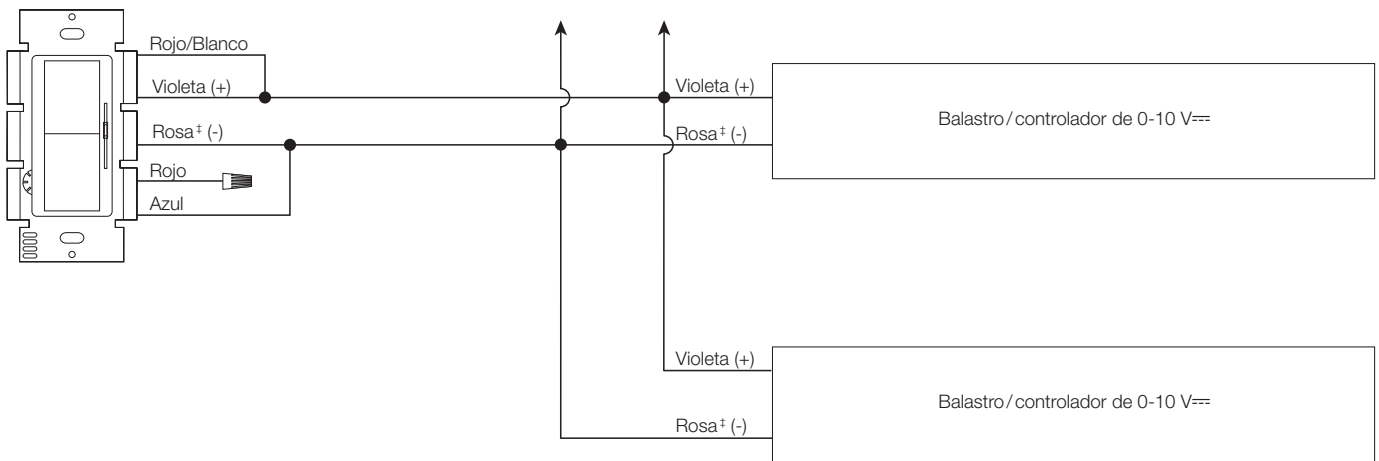 Rojo/Blanco
Violeta (+)
Rosa‡ (-)
Rojo
Azul
Violeta (+)
Rosa‡ (-)
Balastro/controlador de 0-10 V⎓
Violeta (+)
Rosa‡ (-)
Balastro/controlador de 0-10 V⎓